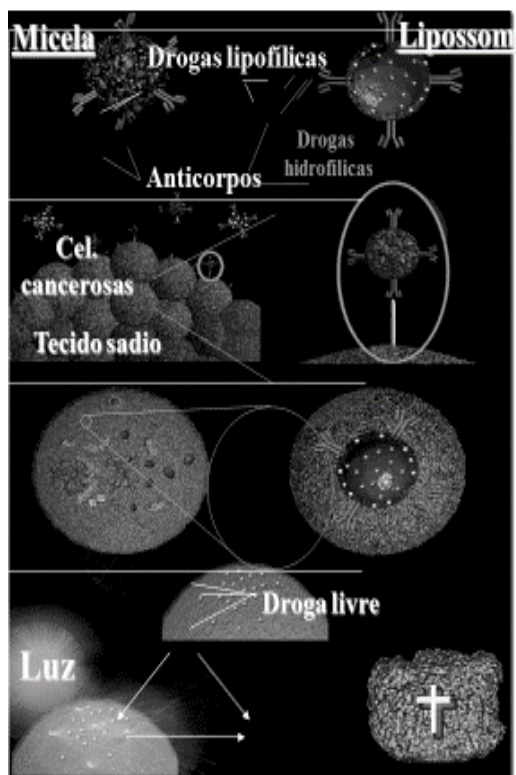 Micela
Lipossom
Drogas lipofílicas
Drogas
hidrofílicas
Anticorpos
Cel.
cancerosas
Tecido sadio
Droga livre
Luz